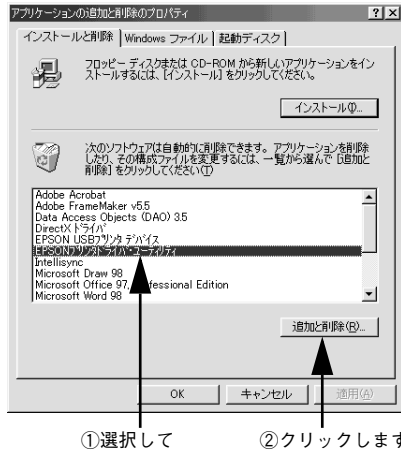 アプリケーションの追加と削除のプロパティ
インストールと削除 Windows ファイル 起動ディスク
フロッピー ディスクまたは CD-ROM から新しいアプリケーションをイン
ストールするには、[インストール] をクリックしてください。
インストール(I)...
次のソフトウェアは自動的に削除できます。アプリケーションを削除
したり、その構成ファイルを変更するには、一覧から選んで [追加と
削除] をクリックしてください(T)
Adobe Acrobat
Adobe FrameMaker v5.5
Data Access Objects (DAO) 3.5
DirectX ドライバ
EPSON USBプリンタ デバイス
EPSONプリンタドライバ・ユーティリティ
Intellisync
Microsoft Draw 98
Microsoft Office 97, Professional Edition
Microsoft Word 98
追加と削除(R)...
OK キャンセル 適用(A)
①選択して ②クリックします